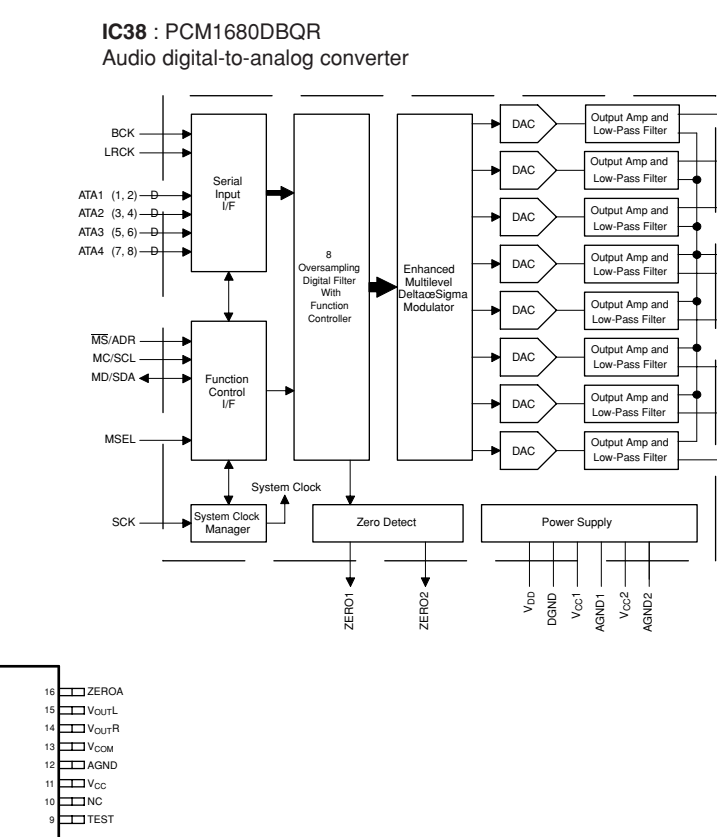 IC38 : PCM1680DBQR
Audio digital-to-analog converter
BCK
LRCK
ATA1 (1, 2) D
ATA2 (3, 4) D
ATA3 (5, 6) D
ATA4 (7, 8) D
Serial
Input
I/F
MS/ADR
MC/SCL
MD/SDA
MSEL
Function
Control
I/F
SCK
System Clock
Manager
System Clock
8
Oversampling
Digital Filter
With
Function
Controller
Enhanced
Multilevel
DeltaœSigma
Modulator
DAC
Output Amp and
Low-Pass Filter
DAC
Output Amp and
Low-Pass Filter
DAC
Output Amp and
Low-Pass Filter
DAC
Output Amp and
Low-Pass Filter
DAC
Output Amp and
Low-Pass Filter
DAC
Output Amp and
Low-Pass Filter
DAC
Output Amp and
Low-Pass Filter
DAC
Output Amp and
Low-Pass Filter
Zero Detect
Power Supply
ZERO1
ZERO2
VDD
DGND
VCC1
AGND1
VCC2
AGND2
16 ZEROA
15 VOUTL
14 VOUTR
13 VCOM
12 AGND
11 VCC
10 NC
9 TEST